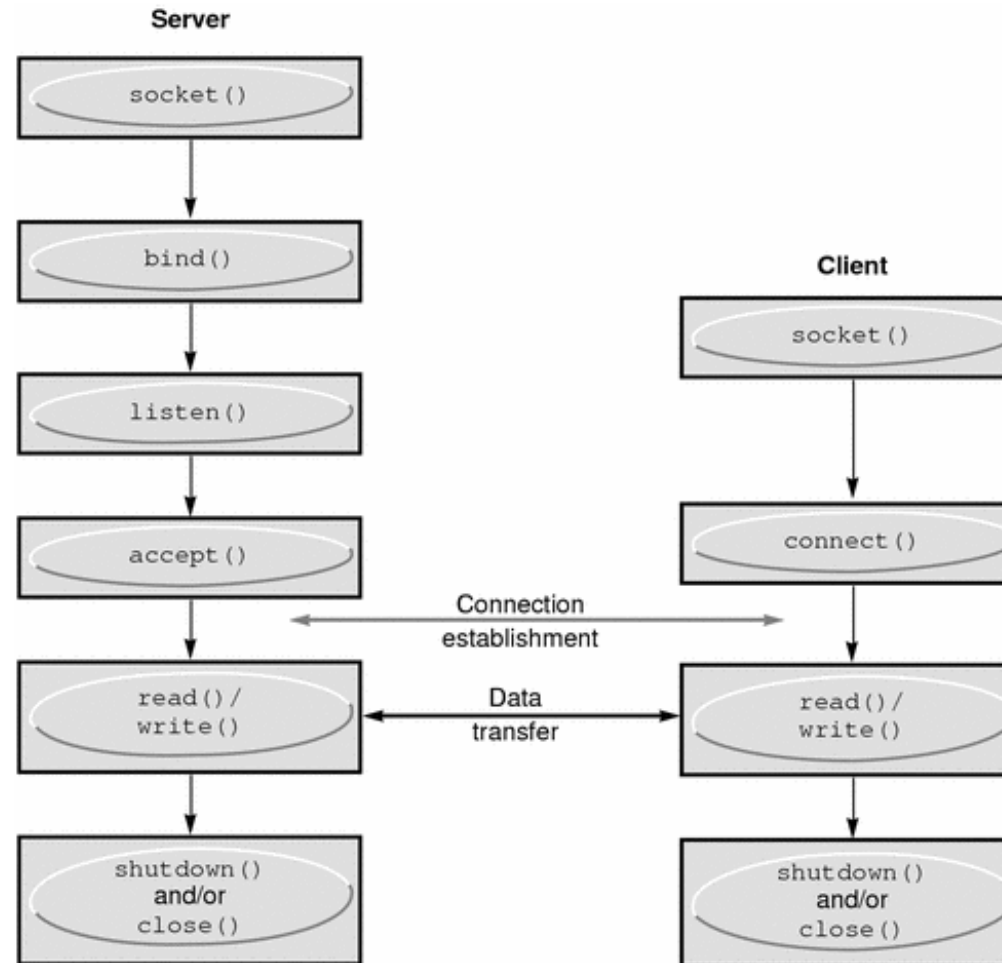 Server
socket()
bind()
listen()
accept()
read()/
write()
shutdown()
and/or
close()
Connection
establishment
Data
transfer
Client
socket()
connect()
read()/
write()
shutdown()
and/or
close()